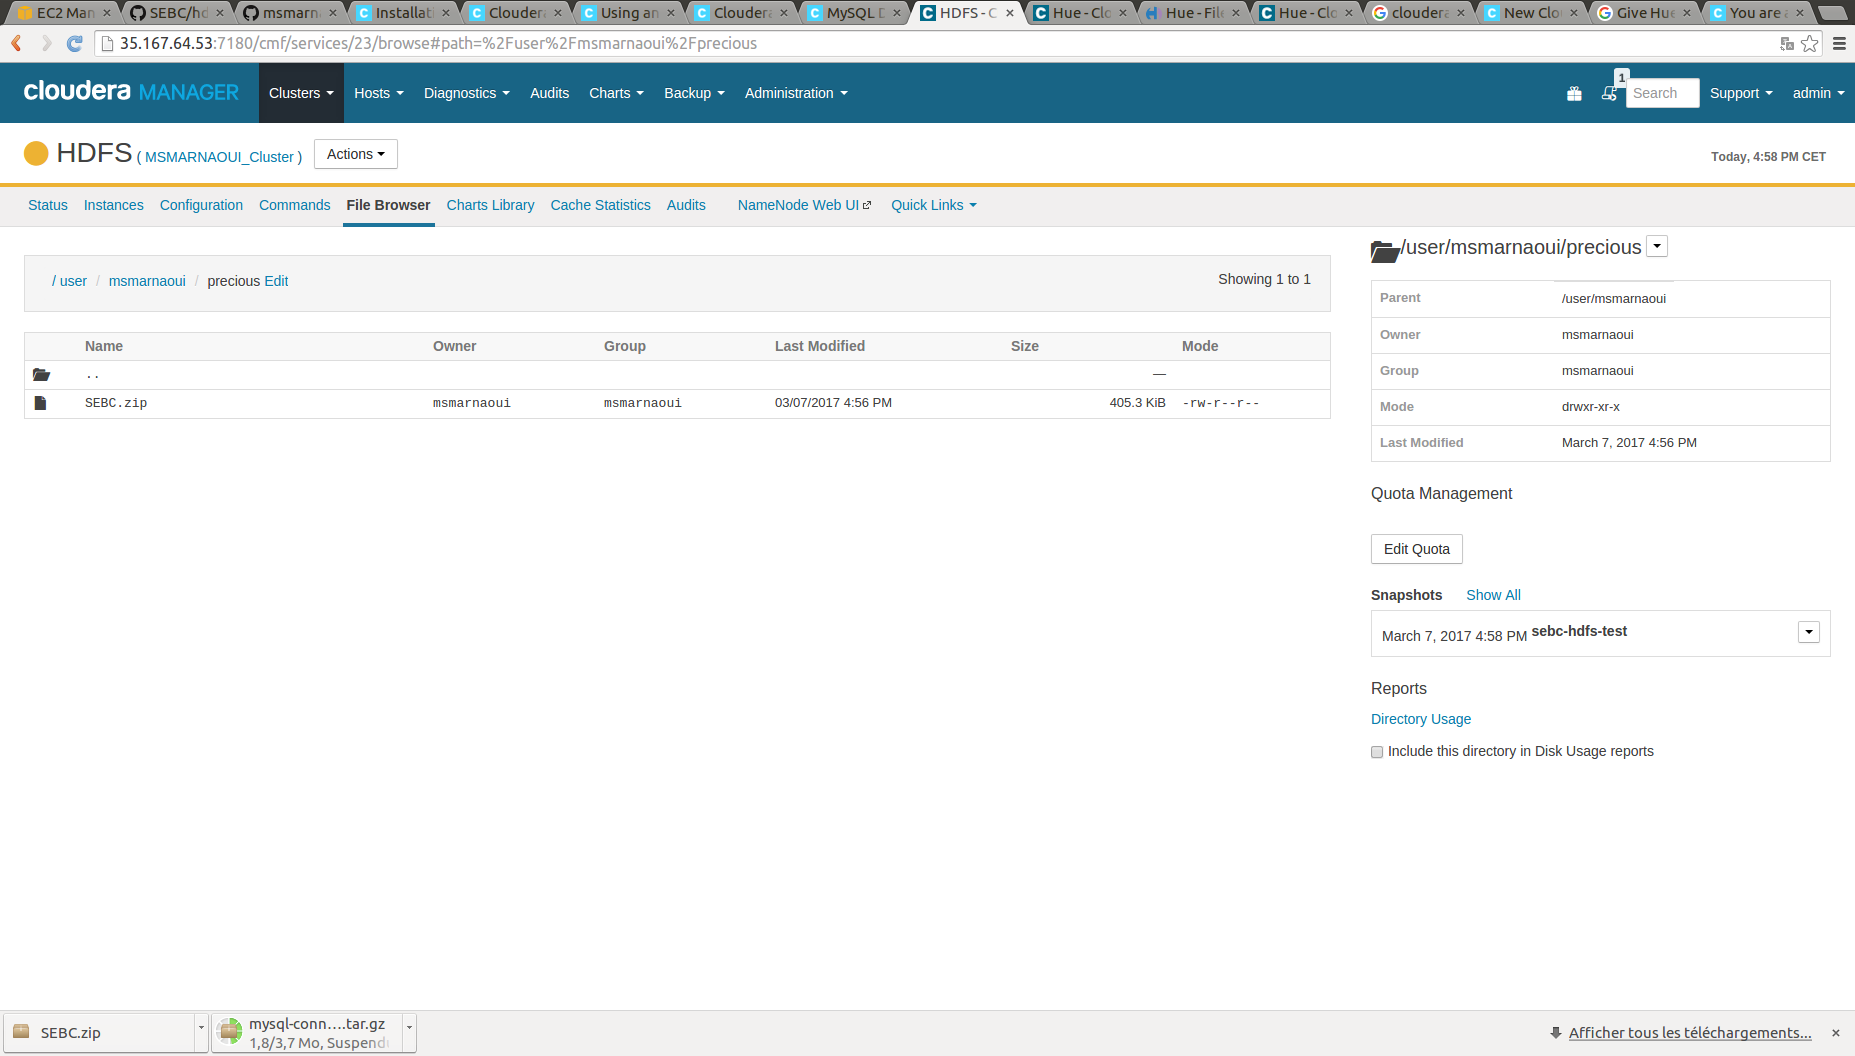 EC2 Man
SEBC/hd
msmarna
Installati
Cloudera
Using an
Cloudera
MySQL D
HDFS - C
Hue - Clo
Hue - File
Hue - Clo
cloudera
New Clo
Give Hue
You are a
35.167.64.53:7180/cmf/services/23/browse#path=%2Fuser%2Fmsmarnaoui%2Fprecious
cloudera MANAGER Clusters Hosts Diagnostics Audits Charts Backup Administration 1 Search Support admin
HDFS ( MSMARNAOUI_Cluster ) Actions Today, 4:58 PM CET
Status Instances Configuration Commands File Browser Charts Library Cache Statistics Audits NameNode Web UI Quick Links
/ user / msmarnaoui / precious Edit Showing 1 to 1
Name Owner Group Last Modified Size Mode
.. —
SEBC.zip msmarnaoui msmarnaoui 03/07/2017 4:56 PM 405.3 KiB -rw-r--r--
/user/msmarnaoui/precious
Parent /user/msmarnaoui
Owner msmarnaoui
Group msmarnaoui
Mode drwxr-xr-x
Last Modified March 7, 2017 4:56 PM
Quota Management
Edit Quota
Snapshots Show All
March 7, 2017 4:58 PM sebc-hdfs-test
Reports
Directory Usage
Include this directory in Disk Usage reports
SEBC.zip
mysql-conn....tar.gz
1,8/3,7 Mo, Suspendu
Afficher tous les téléchargements...